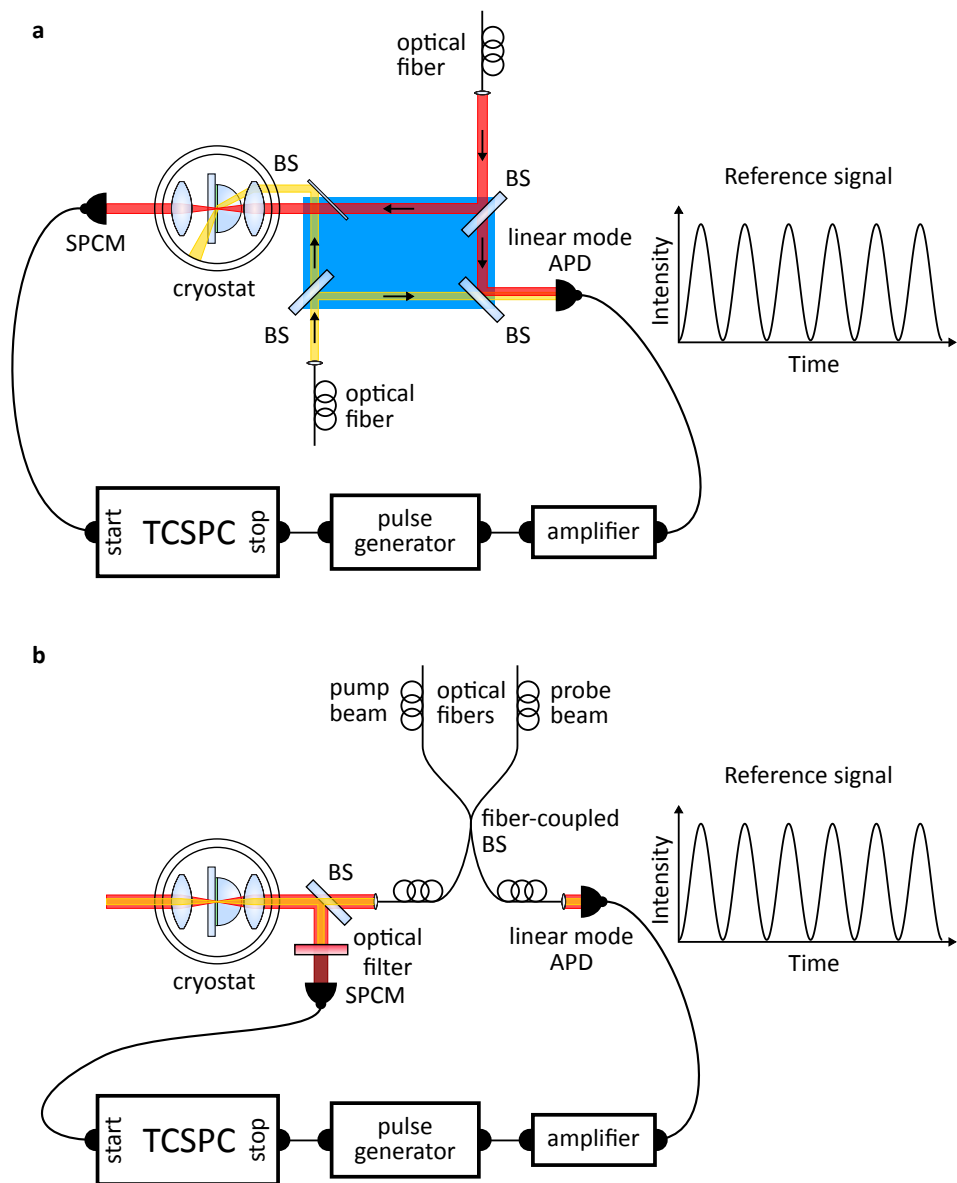 a
optical
fiber
BS
BS
Reference signal
SPCM
linear mode
APD
Intensity
cryostat
BS
BS
Time
optical
fiber
start
TCSPC
stop
pulse
generator
amplifier
b
pump
beam
optical
fibers
probe
beam
Reference signal
fiber-coupled
BS
BS
Intensity
optical
filter
linear mode
APD
cryostat
SPCM
Time
start
TCSPC
stop
pulse
generator
amplifier